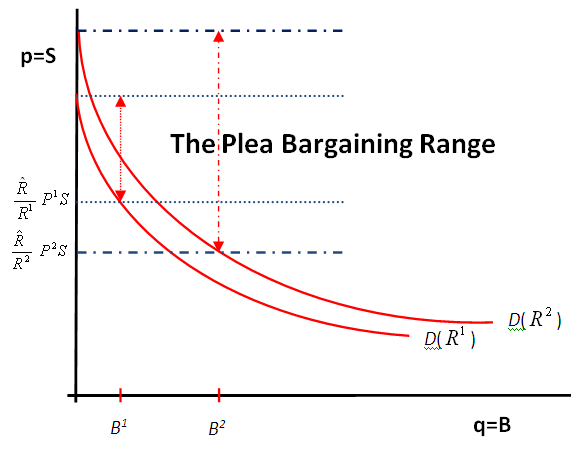 p=S
The Plea Bargaining Range
R̂/R¹ P¹S
R̂/R² P²S
D(R²)
D(R¹)
B¹
B²
q=B